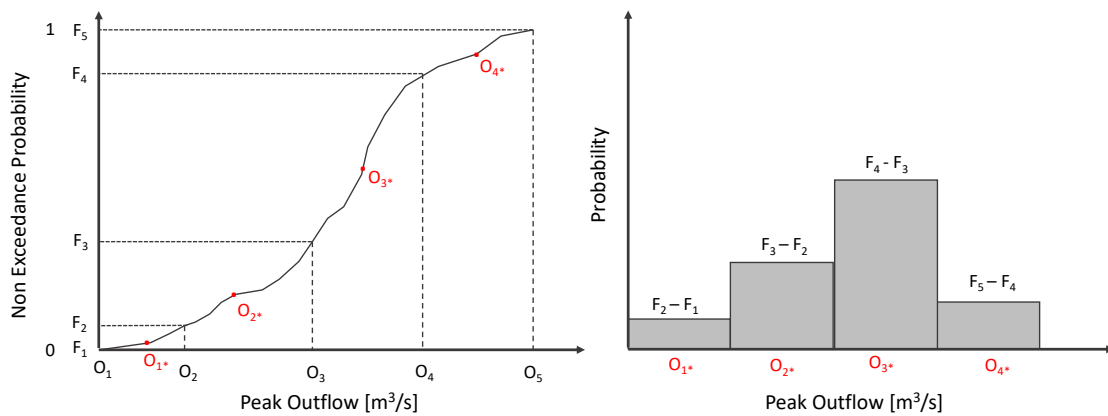 Non Exceedance Probability
1
0
F₅
F₄
F₃
F₂
F₁
O₄*
O₃*
O₂*
O₁*
O₁
O₂
O₃
O₄
O₅
Peak Outflow [m³/s]
Probability
F₄ - F₃
F₃ – F₂
F₅ – F₄
F₂ – F₁
O₁*
O₂*
O₃*
O₄*
Peak Outflow [m³/s]